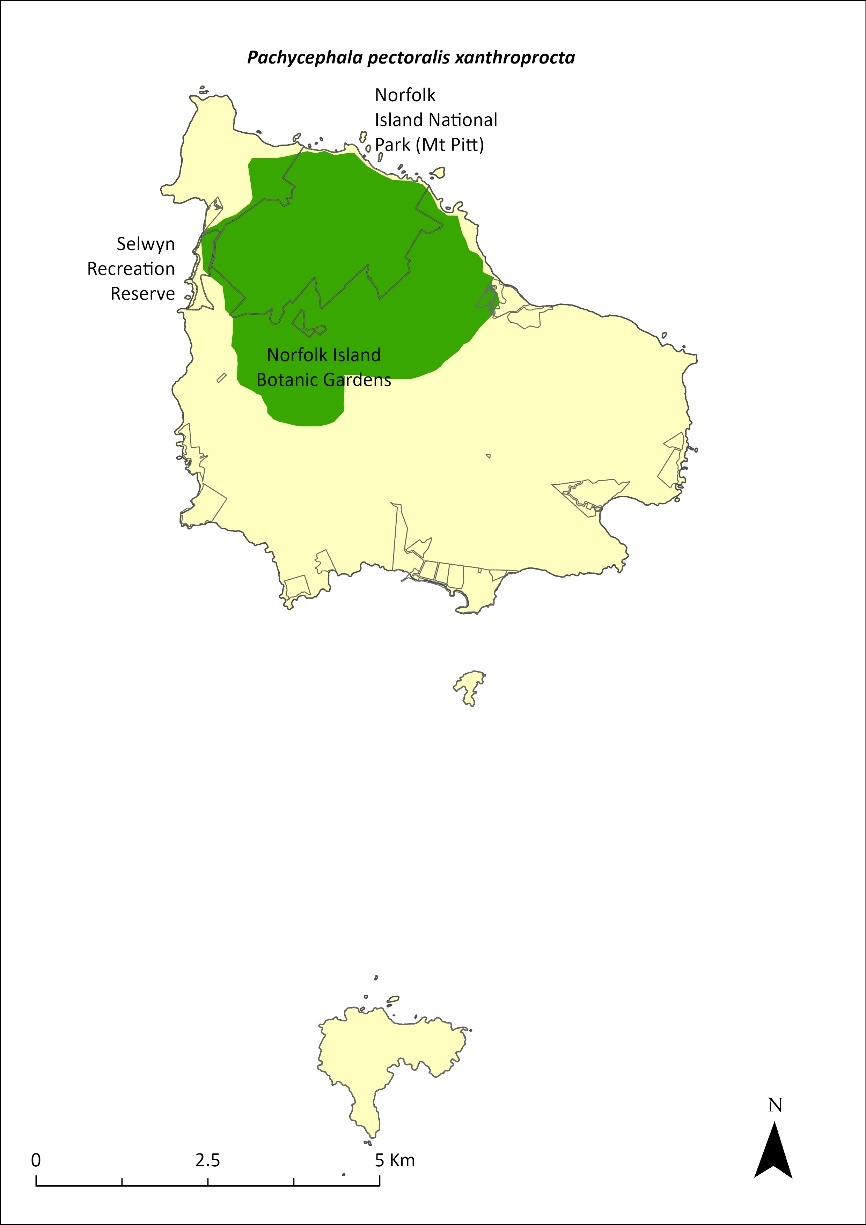 Pachycephala pectoralis xanthroprocta
Norfolk
Island National
Park (Mt Pitt)
Selwyn
Recreation
Reserve
Norfolk Island
Botanic Gardens
N
0 2.5 5 Km